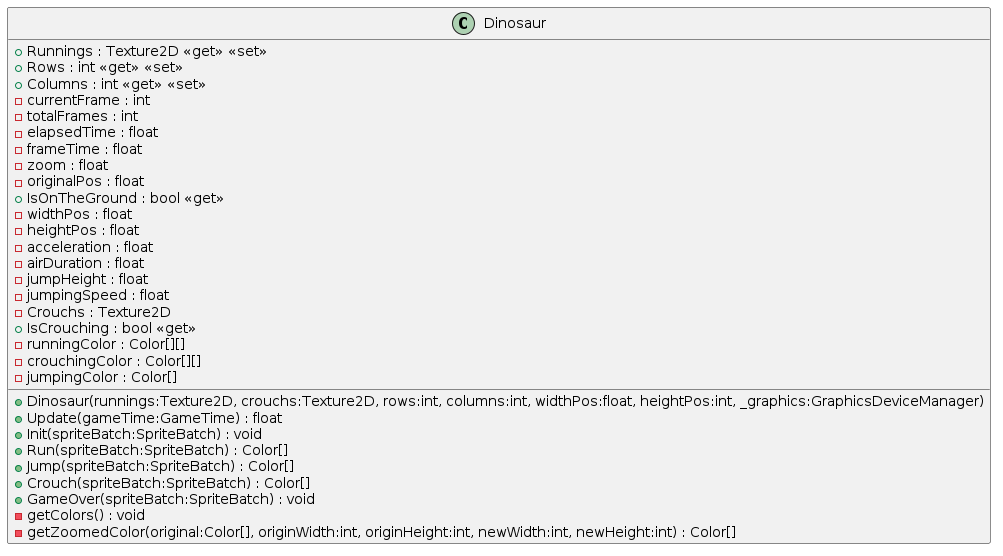 C Dinosaur
Runnings : Texture2D «get» «set»
Rows : int «get» «set»
Columns : int «get» «set»
currentFrame : int
totalFrames : int
elapsedTime : float
frameTime : float
zoom : float
originalPos : float
IsOnTheGround : bool «get»
widthPos : float
heightPos : float
acceleration : float
airDuration : float
jumpHeight : float
jumpingSpeed : float
Crouchs : Texture2D
IsCrouching : bool «get»
runningColor : Color[][]
crouchingColor : Color[][]
jumpingColor : Color[]
Dinosaur(runnings:Texture2D, crouchs:Texture2D, rows:int, columns:int, widthPos:float, heightPos:int, _graphics:GraphicsDeviceManager)
Update(gameTime:GameTime) : float
Init(spriteBatch:SpriteBatch) : void
Run(spriteBatch:SpriteBatch) : Color[]
Jump(spriteBatch:SpriteBatch) : Color[]
Crouch(spriteBatch:SpriteBatch) : Color[]
GameOver(spriteBatch:SpriteBatch) : void
getColors() : void
getZoomedColor(original:Color[], originWidth:int, originHeight:int, newWidth:int, newHeight:int) : Color[]